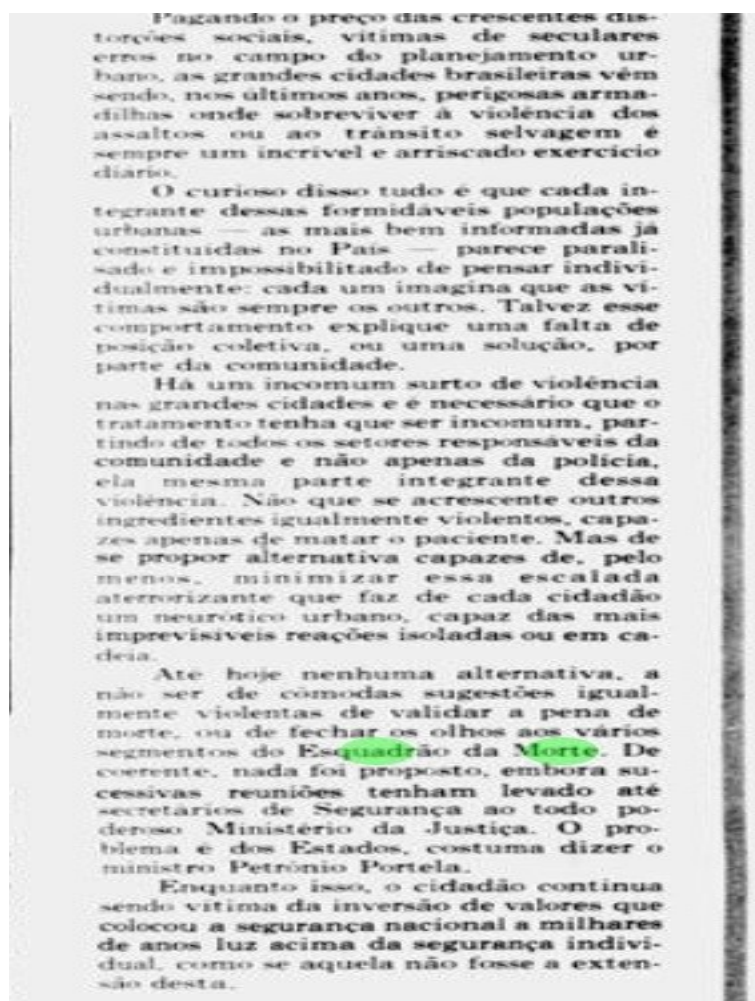 Pagando o preço das crescentes dis-
torções sociais, vítimas de seculares
erros no campo do planejamento ur-
bano, as grandes cidades brasileiras vêm
sendo, nos últimos anos, perigosas arma-
dilhas onde sobreviver à violência dos
assaltos ou ao trânsito selvagem é
sempre um incrível e arriscado exercício
diário.
O curioso disso tudo é que cada in-
tegrante dessas formidáveis populações
urbanas — as mais bem informadas já
constituídas no País — parece parali-
sado e impossibilitado de pensar indivi-
dualmente: cada um imagina que as ví-
timas são sempre os outros. Talvez esse
comportamento explique uma falta de
posição coletiva, ou uma solução, por
parte da comunidade.
Há um incomum surto de violência
nas grandes cidades e é necessário que o
tratamento tenha que ser incomum, par-
tindo de todos os setores responsáveis da
comunidade e não apenas da polícia,
ela mesma parte integrante dessa
violência. Não que se acrescente outros
ingredientes igualmente violentos, capa-
zes apenas de matar o paciente. Mas de
se propor alternativa capazes de, pelo
menos, minimizar essa escalada
aterrorizante que faz de cada cidadão
um neurótico urbano, capaz das mais
imprevisíveis reações isoladas ou em ca-
deia.
Até hoje nenhuma alternativa, a
não ser de cômodas sugestões igual-
mente violentas de validar a pena de
morte, ou de fechar os olhos aos vários
segmentos do Esquadrão da Morte. De
coerente, nada foi proposto, embora su-
cessivas reuniões tenham levado até
secretários de Segurança ao todo po-
deroso Ministério da Justiça. O pro-
blema é dos Estados, costuma dizer o
ministro Petrônio Portela.
Enquanto isso, o cidadão continua
sendo vítima da inversão de valores que
colocou a segurança nacional a milhares
de anos luz acima da segurança indivi-
dual, como se aquela não fosse a exten-
são desta.